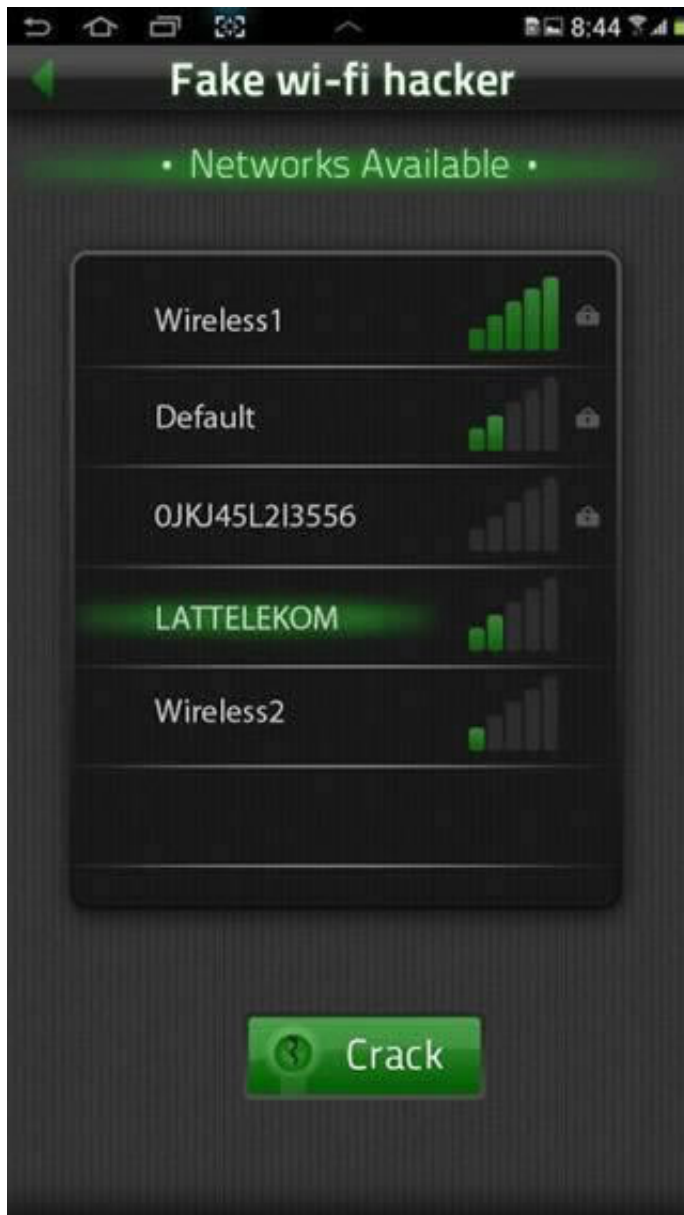 8:44
Fake wi-fi hacker
• Networks Available •
Wireless1
Default
0JKJ45L2I3556
LATTELEKOM
Wireless2
Crack